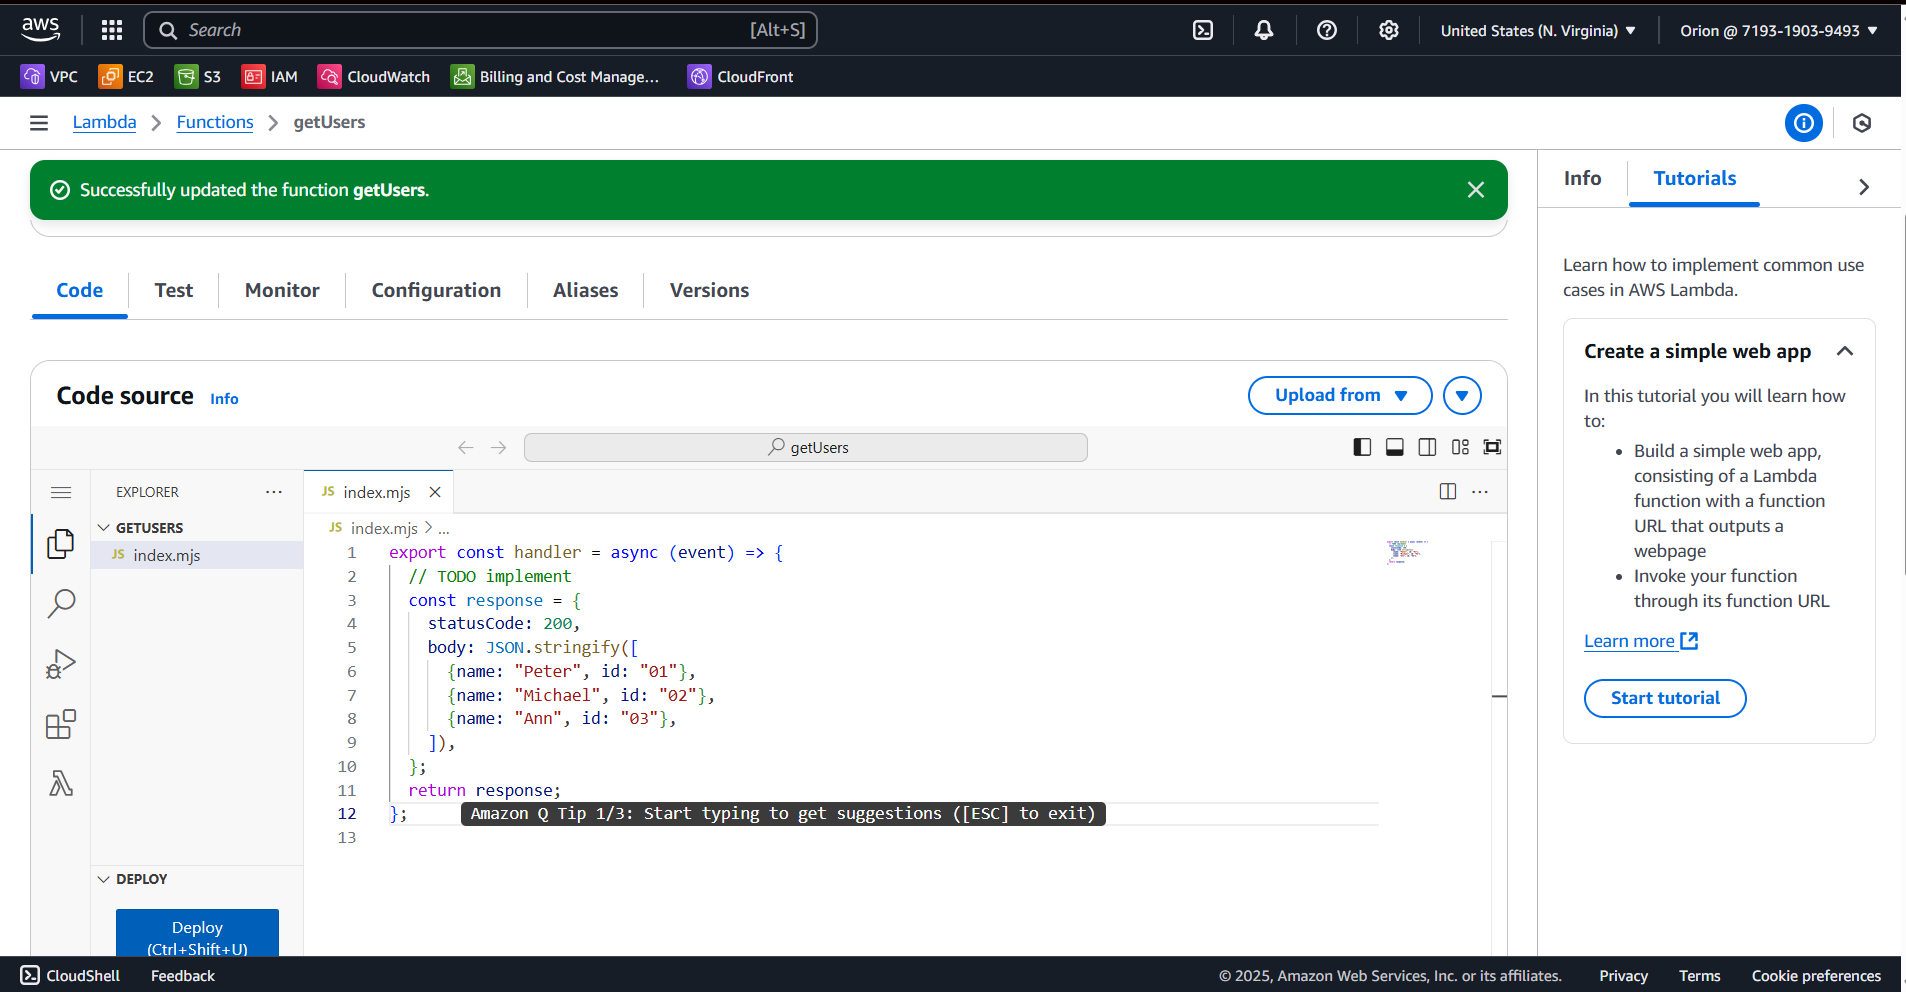 aws
Search
[Alt+S]
United States (N. Virginia)
Orion @ 7193-1903-9493
VPC
EC2
S3
IAM
CloudWatch
Billing and Cost Manage...
CloudFront
Lambda
Functions
getUsers
Successfully updated the function getUsers.
Code
Test
Monitor
Configuration
Aliases
Versions
Code source Info
Upload from
getUsers
EXPLORER
GETUSERS
JS index.mjs
DEPLOY
Deploy
(Ctrl+Shift+U)
JS index.mjs
JS index.mjs > ...
1 export const handler = async (event) => {
2 // TODO implement
3 const response = {
4 statusCode: 200,
5 body: JSON.stringify([
6 {name: "Peter", id: "01"},
7 {name: "Michael", id: "02"},
8 {name: "Ann", id: "03"},
9 ]),
10 };
11 return response;
12 }; Amazon Q Tip 1/3: Start typing to get suggestions ([ESC] to exit)
13
Info
Tutorials
Learn how to implement common use
cases in AWS Lambda.
Create a simple web app
In this tutorial you will learn how
to:
• Build a simple web app,
consisting of a Lambda
function with a function
URL that outputs a
webpage
• Invoke your function
through its function URL
Learn more
Start tutorial
CloudShell
Feedback
© 2025, Amazon Web Services, Inc. or its affiliates.
Privacy
Terms
Cookie preferences